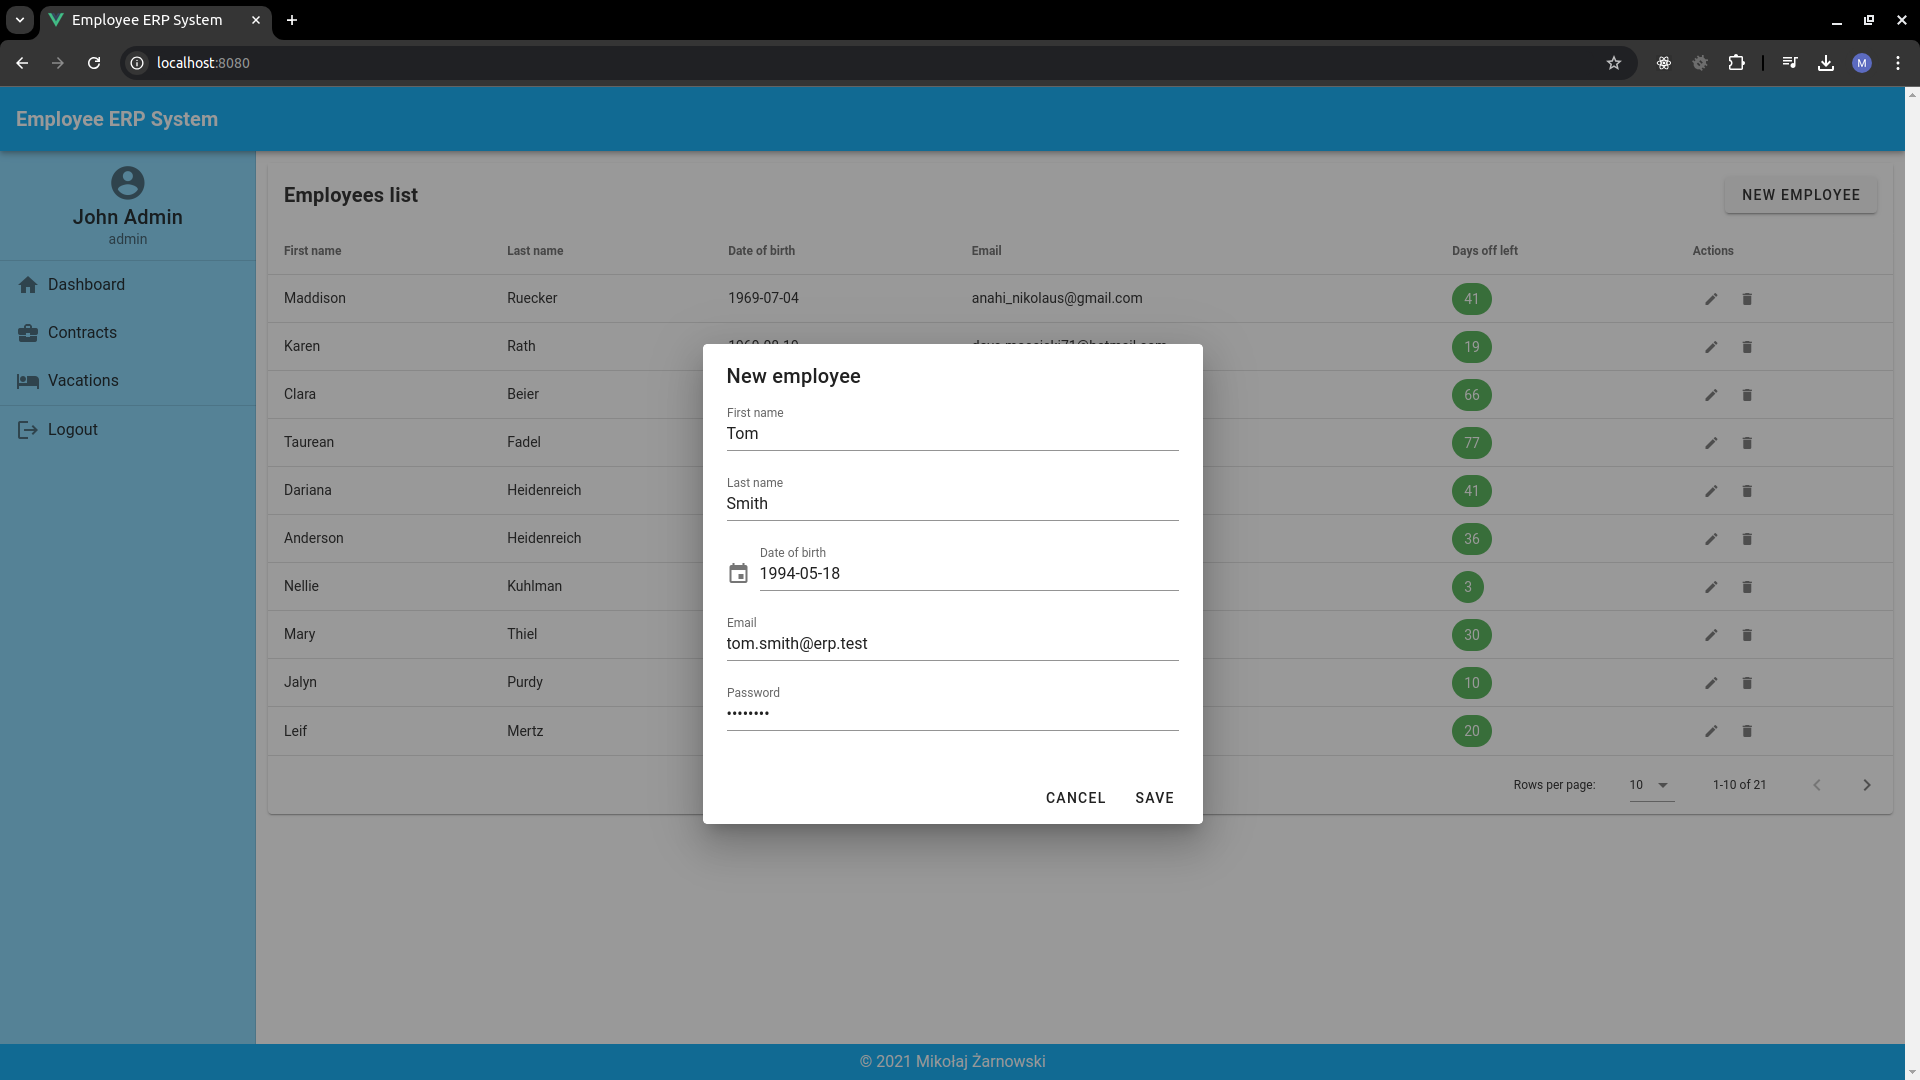 Employee ERP System
localhost:8080
M
Employee ERP System
John Admin
admin
Dashboard
Contracts
Vacations
Logout
Employees list
NEW EMPLOYEE
First name Last name Date of birth Email Days off left Actions
Maddison Ruecker 1969-07-04 anahi_nikolaus@gmail.com 41
Karen Rath 19
Clara Beier 66
Taurean Fadel 77
Dariana Heidenreich 41
Anderson Heidenreich 36
Nellie Kuhlman 3
Mary Thiel 30
Jalyn Purdy 10
Leif Mertz 20
Rows per page: 10 1-10 of 21
New employee
First name
Tom
Last name
Smith
Date of birth
1994-05-18
Email
tom.smith@erp.test
Password
••••••••
CANCEL SAVE
© 2021 Mikołaj Żarnowski